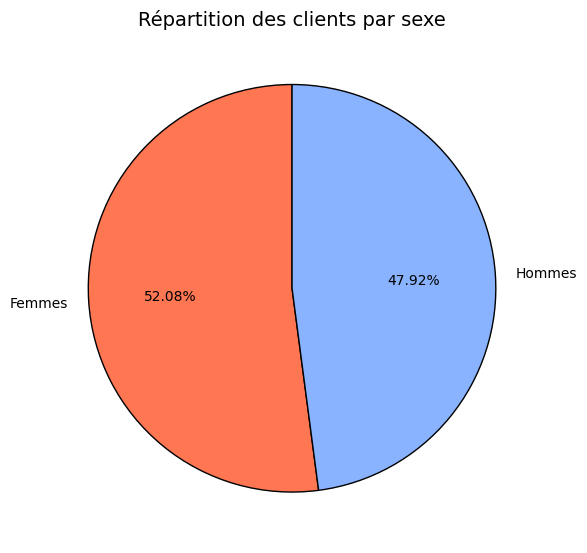 Répartition des clients par sexe
47.92%
Hommes
52.08%
Femmes